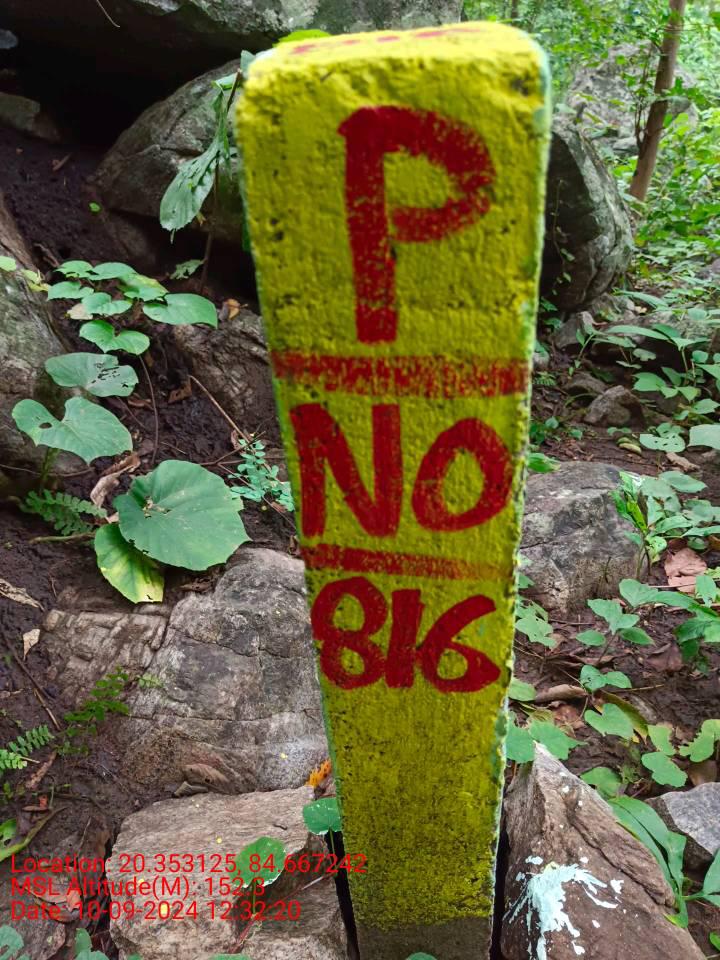 P
NO
816
Location: 20.353125,84.667242
MSL Altitude(M): 152.3
Date: 10-09-2024 12:32:20